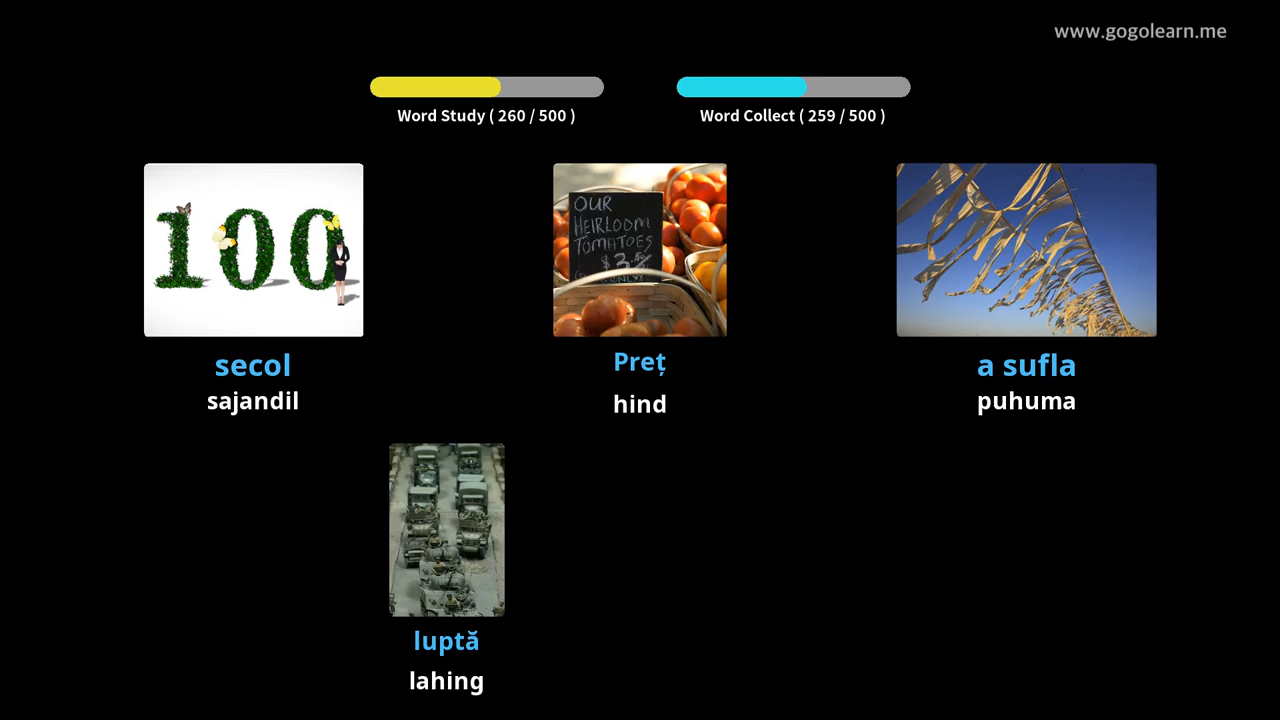 www.gogolearn.me
Word Study ( 260 / 500 )
Word Collect ( 259 / 500 )
100
OUR
HEIRLOOM
TOMATOES
secol
sajandil
Preț
hind
a sufla
puhuma
luptă
lahing